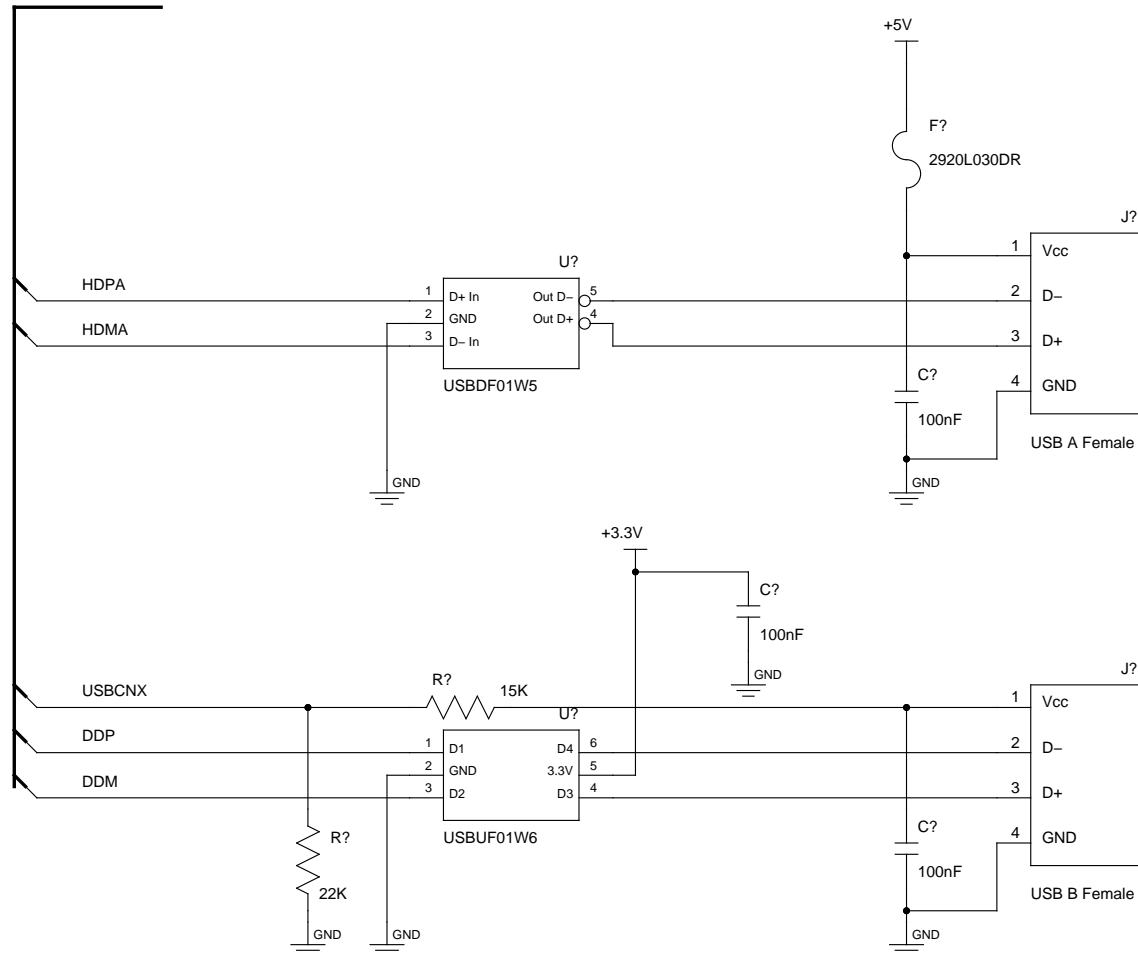 +5V
F?
2920L030DR
J?
1 Vcc
HDPA
U?
1 D+ In Out D− 5
2 D−
2 GND Out D+ 4
HDMA
3 D− In
3 D+
USBDF01W5
C?
4 GND
100nF
USB A Female
GND
GND
+3.3V
C?
100nF
GND
J?
USBCNX
R?
15K
1 Vcc
U?
DDP
1 D1 D4 6
2 D−
2 GND 3.3V 5
DDM
3 D2 D3 4
3 D+
USBUF01W6
R?
C?
4 GND
100nF
22K
USB B Female
GND
GND
GND